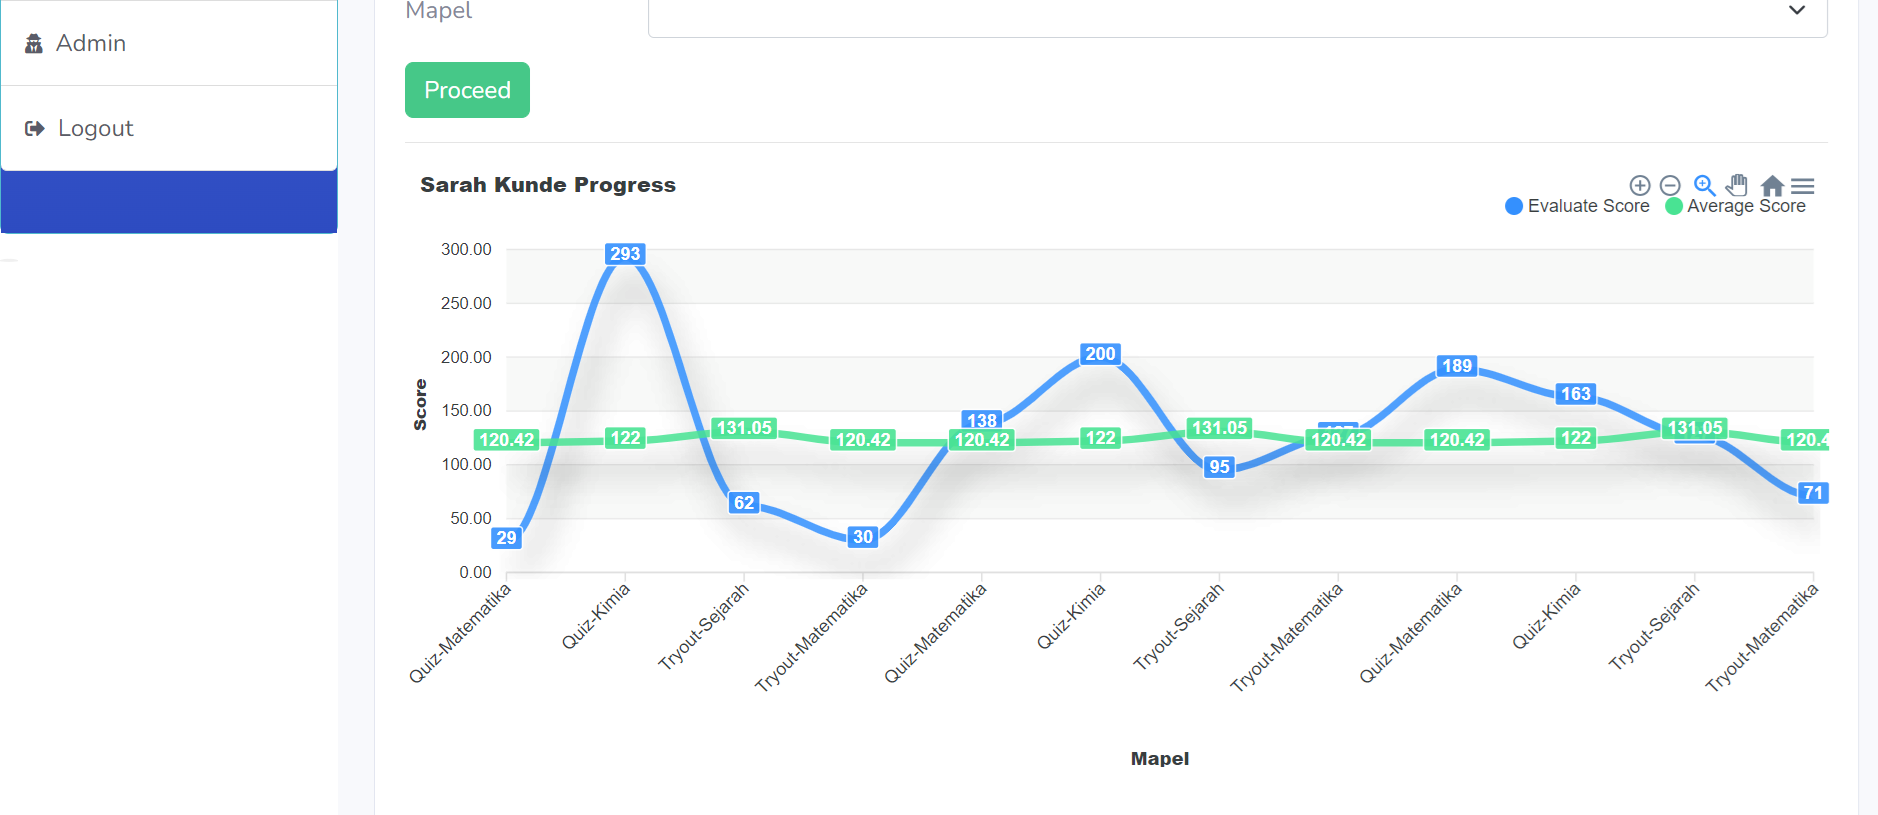 Mapel
Admin
Proceed
Logout
Sarah Kunde Progress
Evaluate Score
Average Score
300.00
250.00
200.00
150.00
100.00
50.00
0.00
Score
293
200
189
163
138
131.05
131.05
131.05
120.42
122
120.42
120.42
122
120.42
120.42
122
120.4
95
62
71
29
30
Quiz-Matematika
Quiz-Kimia
Tryout-Sejarah
Tryout-Matematika
Quiz-Matematika
Quiz-Kimia
Tryout-Sejarah
Tryout-Matematika
Quiz-Matematika
Quiz-Kimia
Tryout-Sejarah
Tryout-Matematika
Mapel